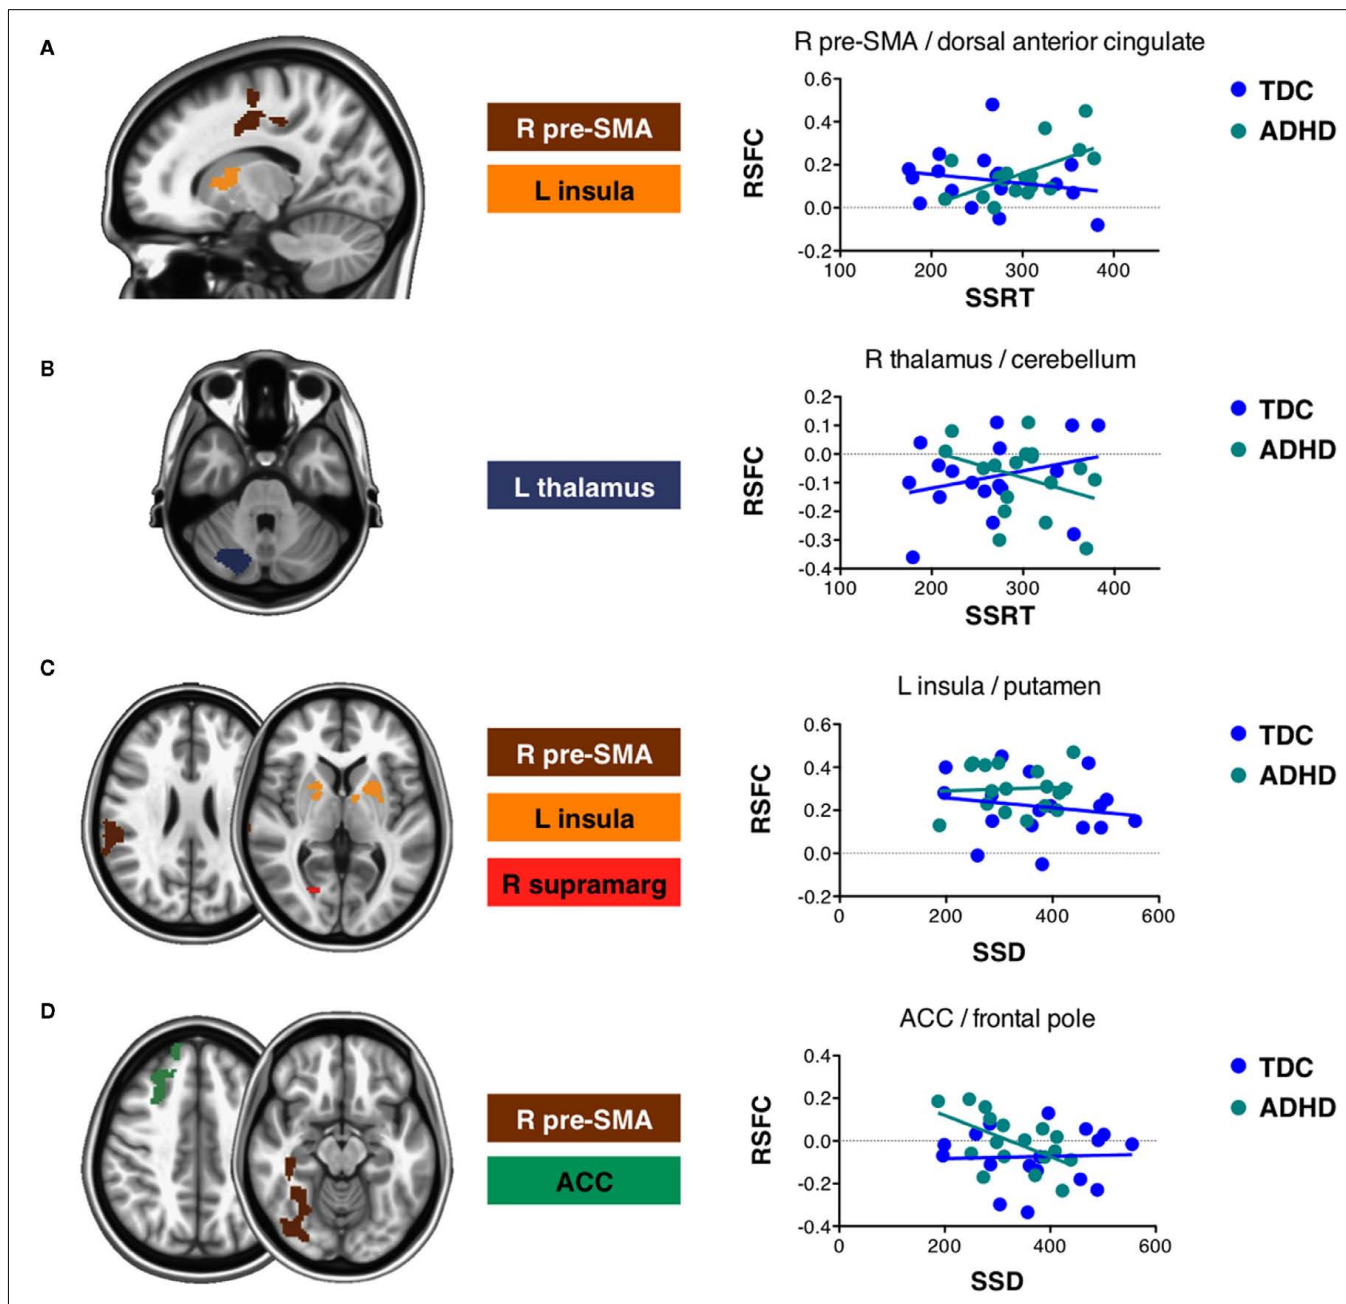 A
R pre-SMA
L insula
R pre-SMA / dorsal anterior cingulate
RSFC
0.6
0.4
0.2
0.0
-0.2
100
200
300
400
SSRT
TDC
ADHD
B
L thalamus
R thalamus / cerebellum
RSFC
0.2
0.1
0.0
-0.1
-0.2
-0.3
-0.4
100
200
300
400
SSRT
TDC
ADHD
C
R pre-SMA
L insula
R supramarg
L insula / putamen
RSFC
0.6
0.4
0.2
0.0
-0.2
0
200
400
600
SSD
TDC
ADHD
D
R pre-SMA
ACC
ACC / frontal pole
RSFC
0.4
0.2
0.0
-0.2
-0.4
0
200
400
600
SSD
TDC
ADHD